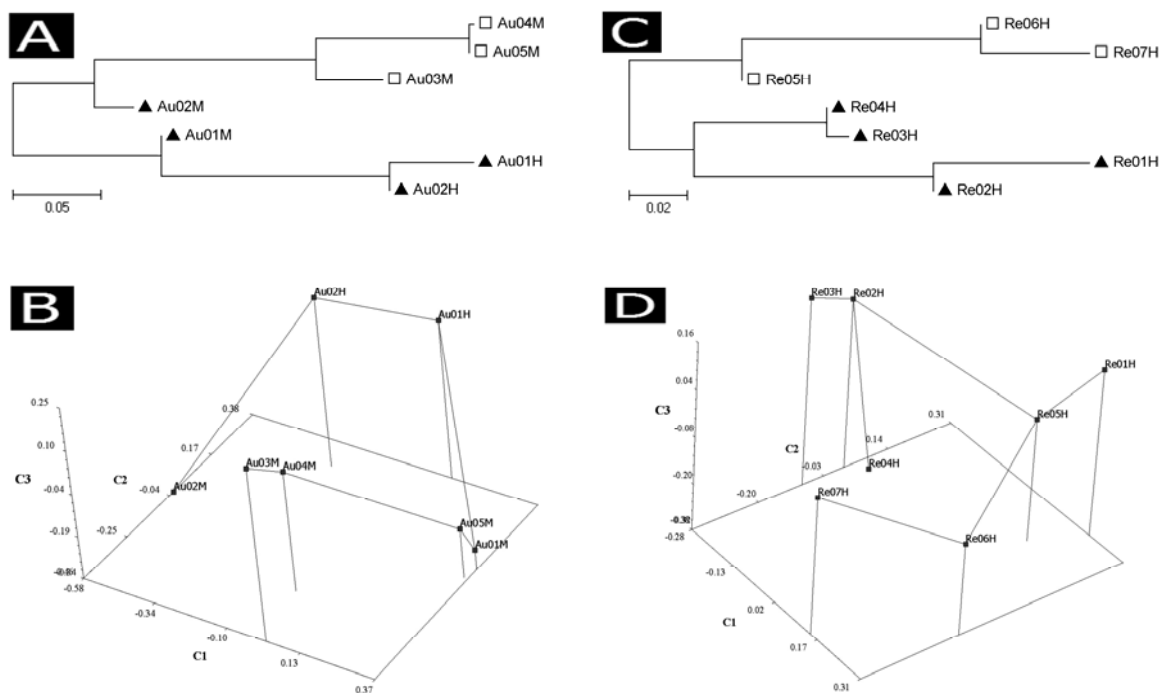 A
Au04M
Au05M
Au03M
Au02M
Au01M
Au01H
Au02H
0.05
C
Re06H
Re07H
Re05H
Re04H
Re03H
Re01H
Re02H
0.02
B
Au02H
Au01H
0.25
0.38
0.10
C3
C2
0.17
Au03M
Au04M
-0.04
-0.04
Au02M
Au05M
-0.19
-0.25
Au01M
-0.58
-0.34
-0.10
C1
0.13
0.37
D
Re03H
Re02H
0.16
Re01H
0.04
C3
0.31
Re05H
-0.08
C2
0.14
-0.03
Re04H
-0.20
-0.20
Re07H
Re06H
-0.28
-0.13
0.02
C1
0.17
0.31